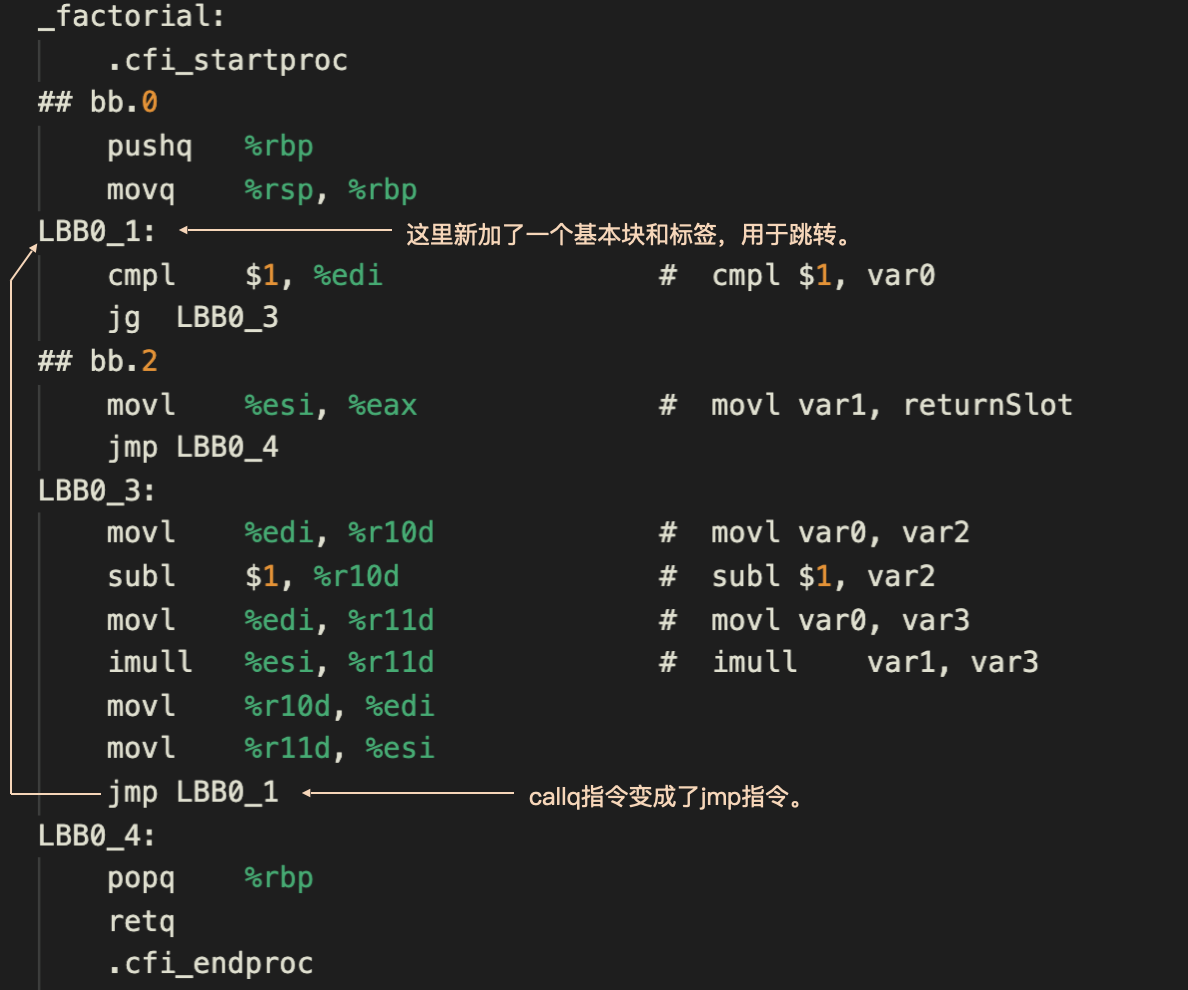 _factorial:
.cfi_startproc
## bb.0
pushq %rbp
movq %rsp, %rbp
LBB0_1: 这里新加了一个基本块和标签，用于跳转。
cmpl $1, %edi # cmpl $1, var0
jg LBB0_3
## bb.2
movl %esi, %eax # movl var1, returnSlot
jmp LBB0_4
LBB0_3:
movl %edi, %r10d # movl var0, var2
subl $1, %r10d # subl $1, var2
movl %edi, %r11d # movl var0, var3
imull %esi, %r11d # imull var1, var3
movl %r10d, %edi
movl %r11d, %esi
jmp LBB0_1 callq指令变成了jmp指令。
LBB0_4:
popq %rbp
retq
.cfi_endproc